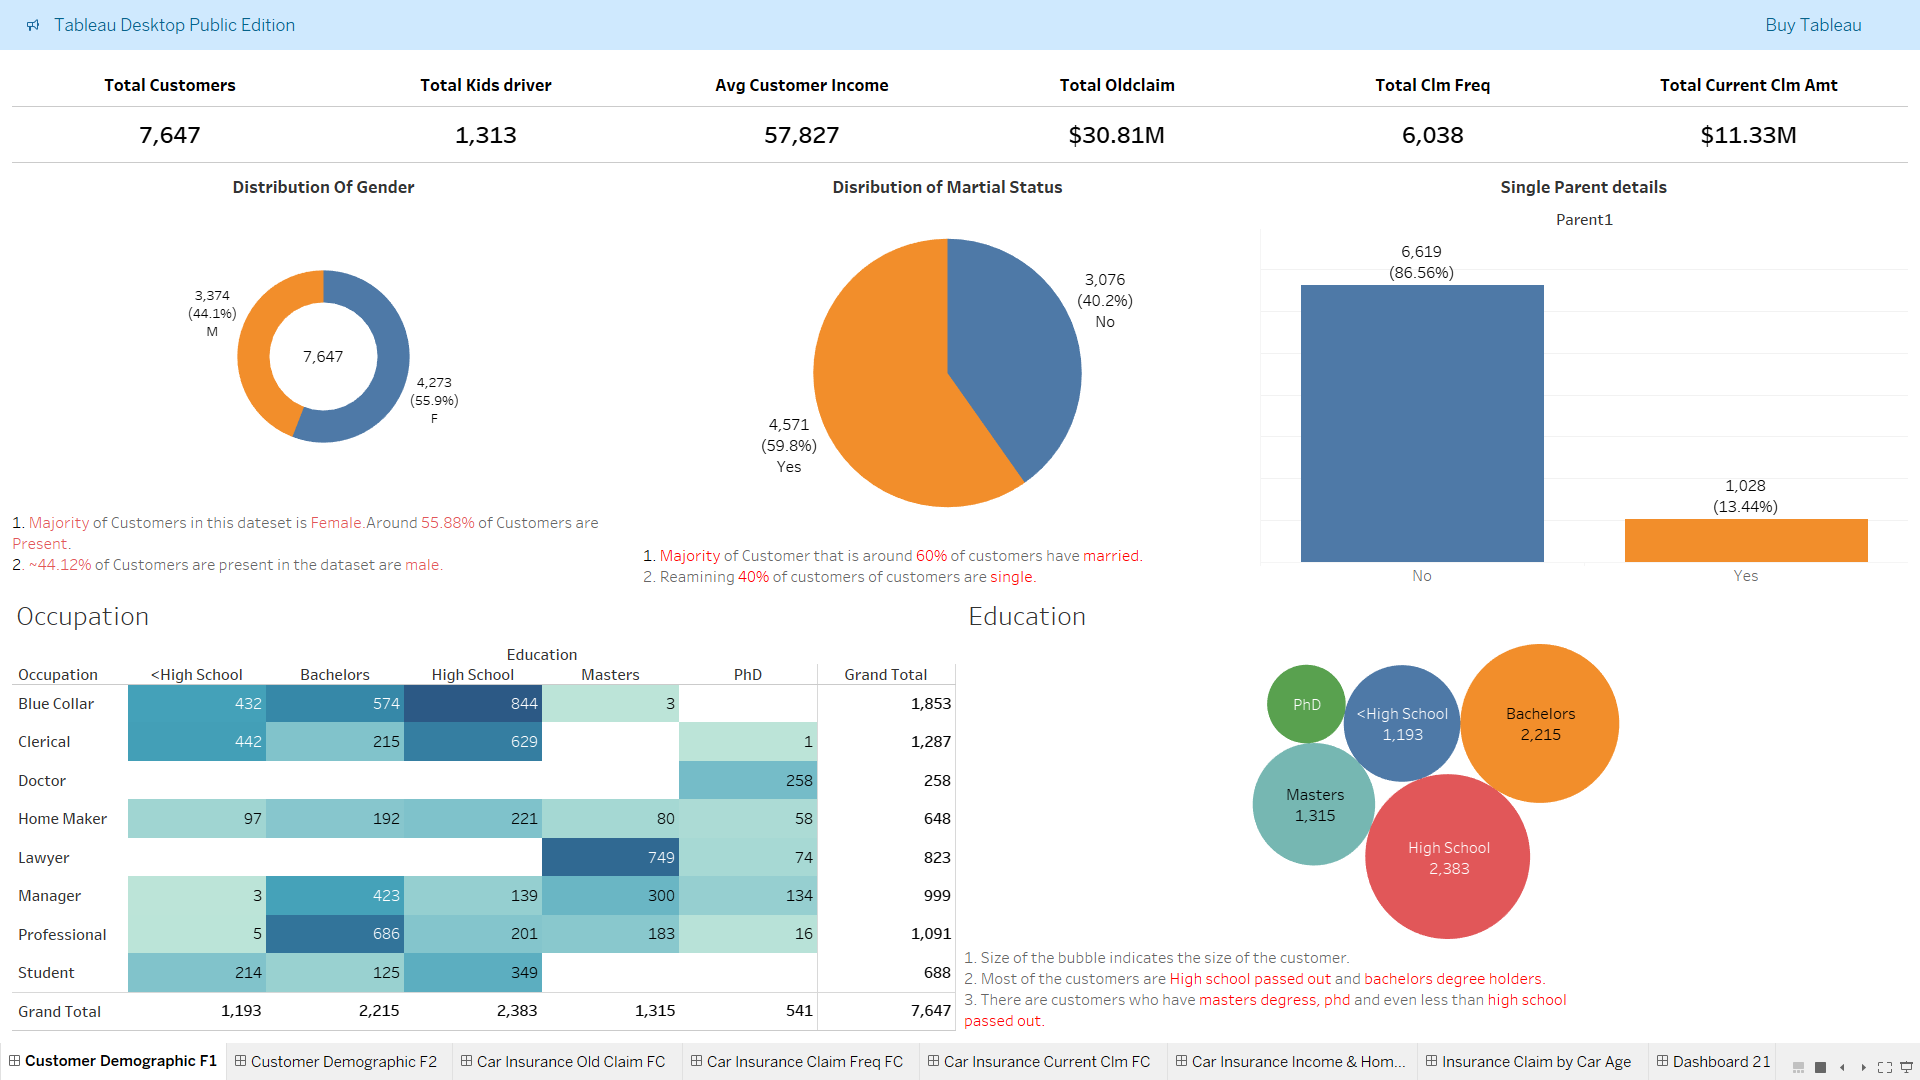 Tableau Desktop Public Edition
Buy Tableau
Total Customers
Total Kids driver
Avg Customer Income
Total Oldclaim
Total Clm Freq
Total Current Clm Amt
7,647
1,313
57,827
$30.81M
6,038
$11.33M
Distribution Of Gender
3,374
(44.1%)
M
7,647
4,273
(55.9%)
F
1. Majority of Customers in this dateset is Female.Around 55.88% of Customers are
Present.
2. ~44.12% of Customers are present in the dataset are male.
Disribution of Martial Status
3,076
(40.2%)
No
4,571
(59.8%)
Yes
1. Majority of Customer that is around 60% of customers have married.
2. Reamining 40% of customers of customers are single.
Single Parent details
Parent1
6,619
(86.56%)
1,028
(13.44%)
No
Yes
Occupation
Education
Occupation <High School Bachelors High School Masters PhD Grand Total
Blue Collar 432 574 844 3 1,853
Clerical 442 215 629 1 1,287
Doctor 258 258
Home Maker 97 192 221 80 58 648
Lawyer 749 74 823
Manager 3 423 139 300 134 999
Professional 5 686 201 183 16 1,091
Student 214 125 349 688
Grand Total 1,193 2,215 2,383 1,315 541 7,647
Education
PhD
<High School
1,193
Bachelors
2,215
Masters
1,315
High School
2,383
1. Size of the bubble indicates the size of the customer.
2. Most of the customers are High school passed out and bachelors degree holders.
3. There are customers who have masters degress, phd and even less than high school
passed out.
Customer Demographic F1
Customer Demographic F2
Car Insurance Old Claim FC
Car Insurance Claim Freq FC
Car Insurance Current Clm FC
Car Insurance Income & Hom...
Insurance Claim by Car Age
Dashboard 21